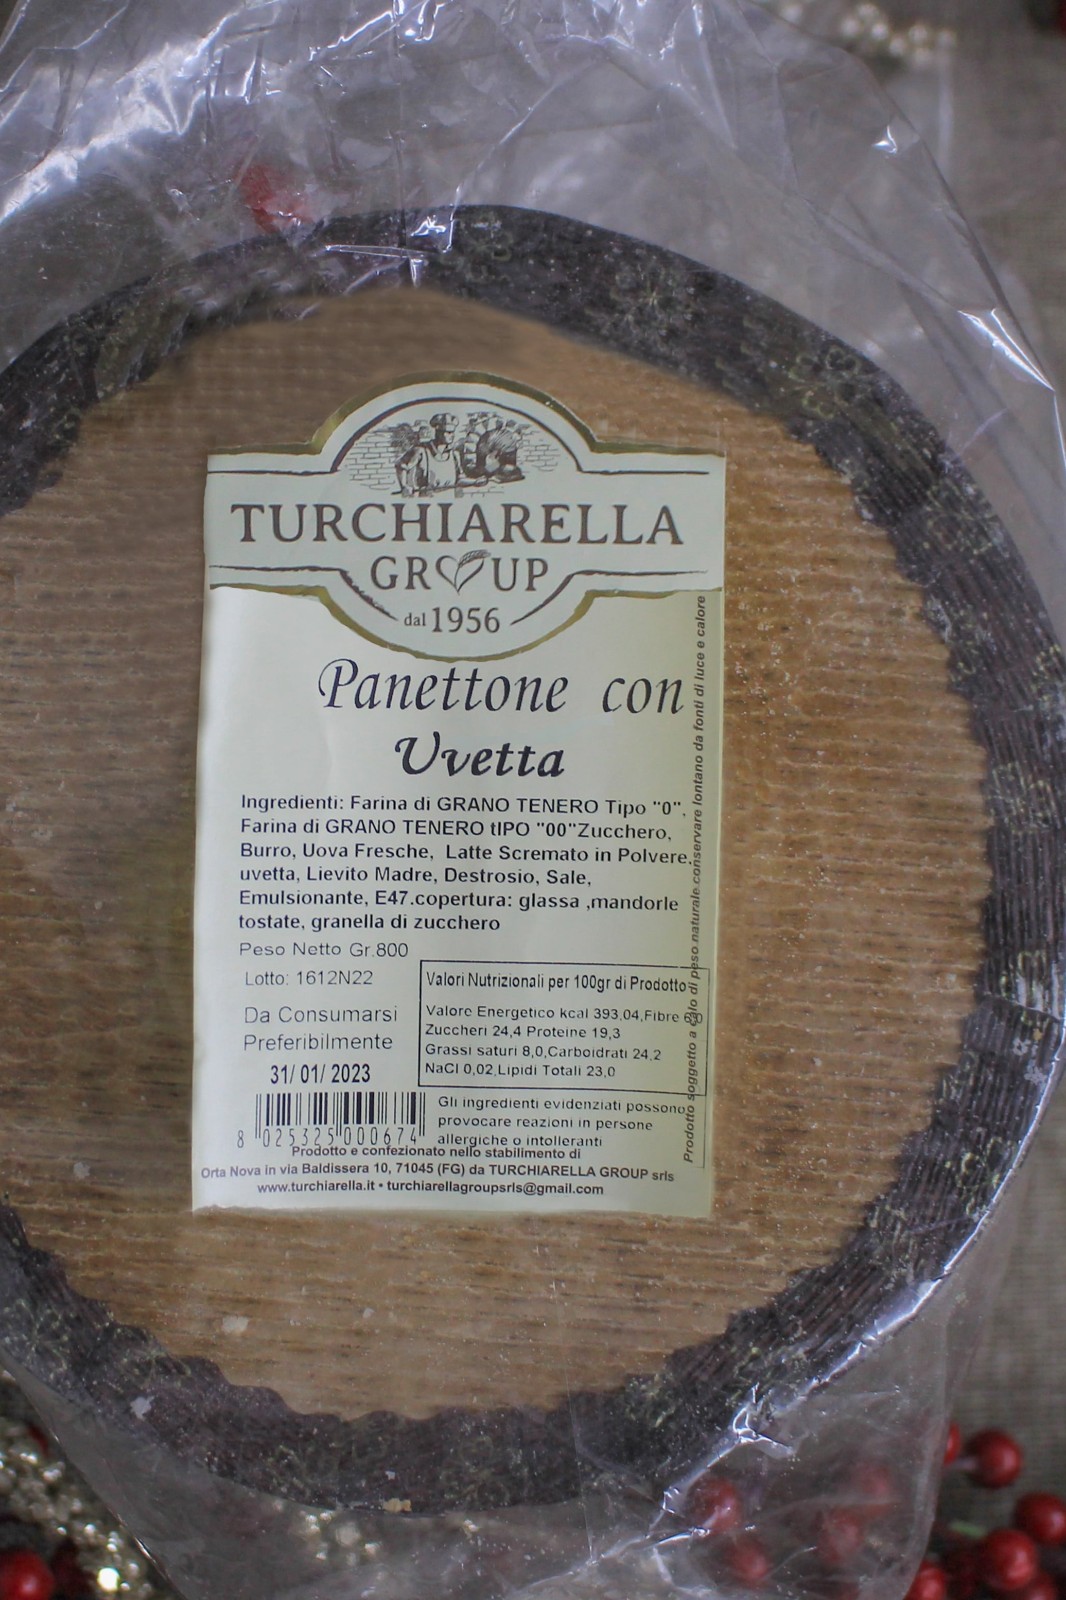 TURCHIARELLA
GROUP
dal 1956
Panettone con
Uvetta
Ingredienti: Farina di GRANO TENERO Tipo "0",
Farina di GRANO TENERO tIPO "00"Zucchero,
Burro, Uova Fresche, Latte Scremato in Polvere,
uvetta, Lievito Madre, Destrosio, Sale,
Emulsionante, E47.copertura: glassa ,mandorle
tostate, granella di zucchero
Peso Netto Gr.800
Lotto: 1612N22
Da Consumarsi
Preferibilmente
31/ 01/ 2023
Valori Nutrizionali per 100gr di Prodotto
Valore Energetico kcal 393,04,Fibre
Zuccheri 24,4 Proteine 19,3
Grassi saturi 8,0,Carboidrati 24,2
NaCl 0,02,Lipidi Totali 23,0
8 025325 000674
Gli ingredienti evidenziati possono
provocare reazioni in persone
allergiche o intolleranti
Prodotto e confezionato nello stabilimento di
Orta Nova in via Baldissera 10, 71045 (FG) da TURCHIARELLA GROUP srls
www.turchiarella.it • turchiarellagroupsrls@gmail.com
Prodotto soggetto a calo di peso naturale conservare lontano da fonti di luce e calore